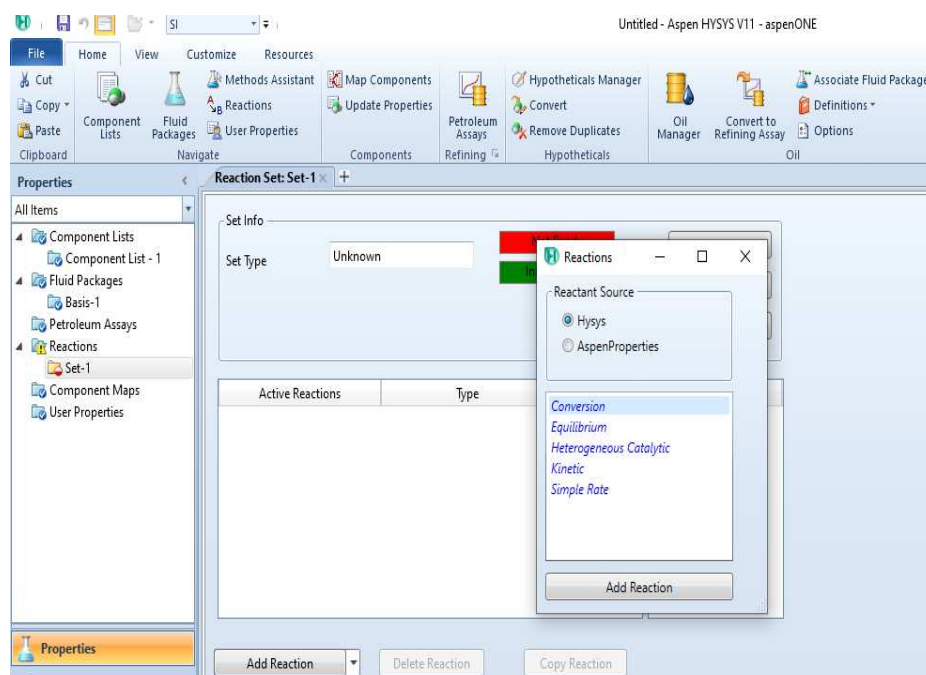 SI
Untitled - Aspen HYSYS V11 - aspenONE
File Home View Customize Resources
Cut
Copy
Paste
Clipboard
Component Lists
Fluid Packages
Methods Assistant
Reactions
User Properties
Navigate
Map Components
Update Properties
Components
Petroleum Assays
Refining
Hypotheticals Manager
Convert
Remove Duplicates
Hypotheticals
Oil Manager
Convert to Refining Assay
Associate Fluid Package
Definitions
Options
Oil
Properties
All Items
Component Lists
Component List - 1
Fluid Packages
Basis-1
Petroleum Assays
Reactions
Set-1
Component Maps
User Properties
Properties
Reaction Set: Set-1
Set Info
Set Type Unknown
Active Reactions Type
Add Reaction Delete Reaction Copy Reaction
Reactions
Reactant Source
Hysys
AspenProperties
Conversion
Equilibrium
Heterogeneous Catalytic
Kinetic
Simple Rate
Add Reaction